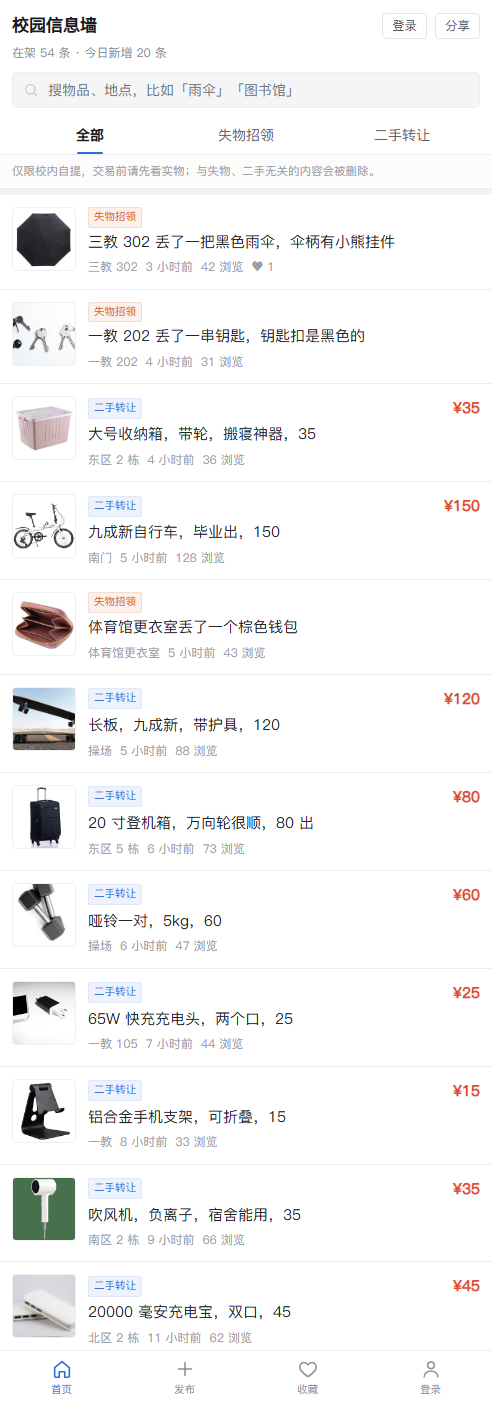 校园信息墙
登录
分享
在架 54 条 · 今日新增 20 条
搜物品、地点，比如「雨伞」「图书馆」
全部
失物招领
二手转让
仅限校内自提，交易前请先看实物；与失物、二手无关的内容会被删除。
失物招领
三教 302 丢了一把黑色雨伞，伞柄有小熊挂件
三教 302 3 小时前 42 浏览 ♥ 1
失物招领
一教 202 丢了一串钥匙，钥匙扣是黑色的
一教 202 4 小时前 31 浏览
二手转让
¥35
大号收纳箱，带轮，搬寝神器，35
东区 2 栋 4 小时前 36 浏览
二手转让
¥150
九成新自行车，毕业出，150
南门 5 小时前 128 浏览
失物招领
体育馆更衣室丢了一个棕色钱包
体育馆更衣室 5 小时前 43 浏览
二手转让
¥120
长板，九成新，带护具，120
操场 5 小时前 88 浏览
二手转让
¥80
20 寸登机箱，万向轮很顺，80 出
东区 5 栋 6 小时前 73 浏览
二手转让
¥60
哑铃一对，5kg，60
操场 6 小时前 47 浏览
二手转让
¥25
65W 快充充电头，两个口，25
一教 105 7 小时前 44 浏览
二手转让
¥15
铝合金手机支架，可折叠，15
一教 8 小时前 33 浏览
二手转让
¥35
吹风机，负离子，宿舍能用，35
南区 2 栋 9 小时前 66 浏览
二手转让
¥45
20000 毫安充电宝，双口，45
北区 2 栋 11 小时前 62 浏览
首页
发布
收藏
登录